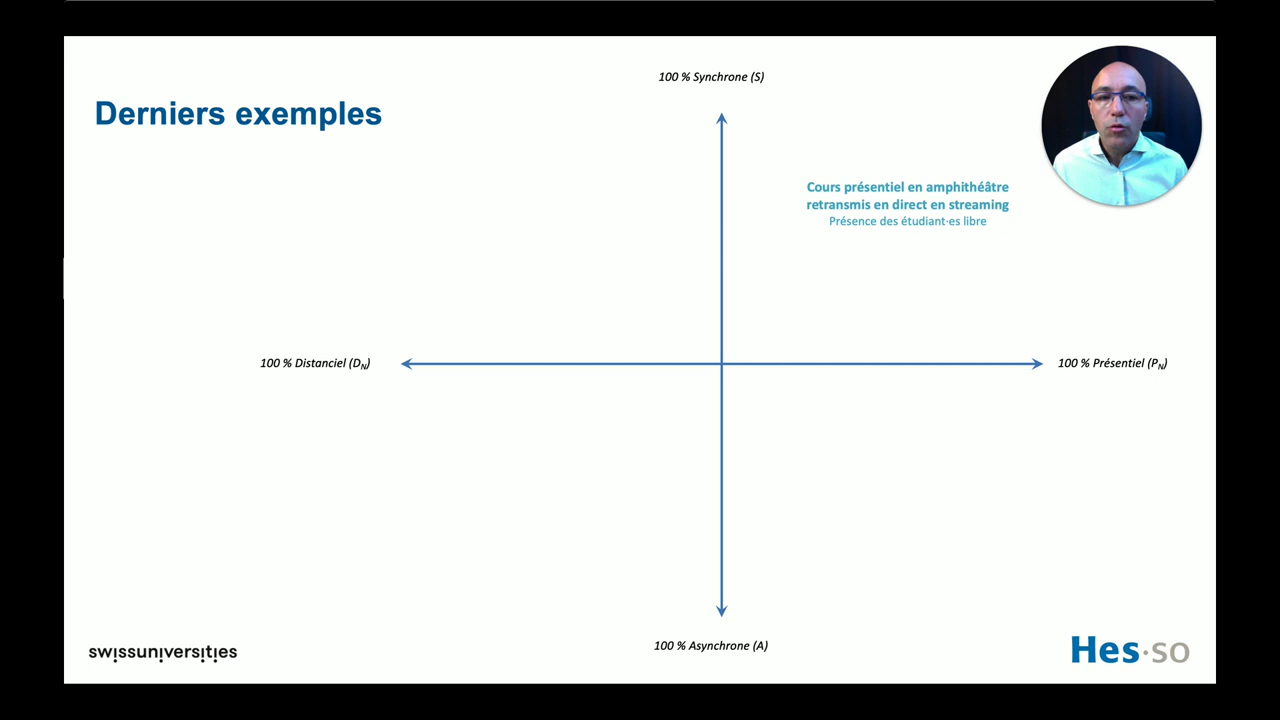 100 % Synchrone (S)
Derniers exemples
Cours présentiel en amphithéâtre
retransmis en direct en streaming
Présence des étudiant·es libre
100 % Distanciel (DN)
100 % Présentiel (PN)
100 % Asynchrone (A)
swissuniversities
Hes·so